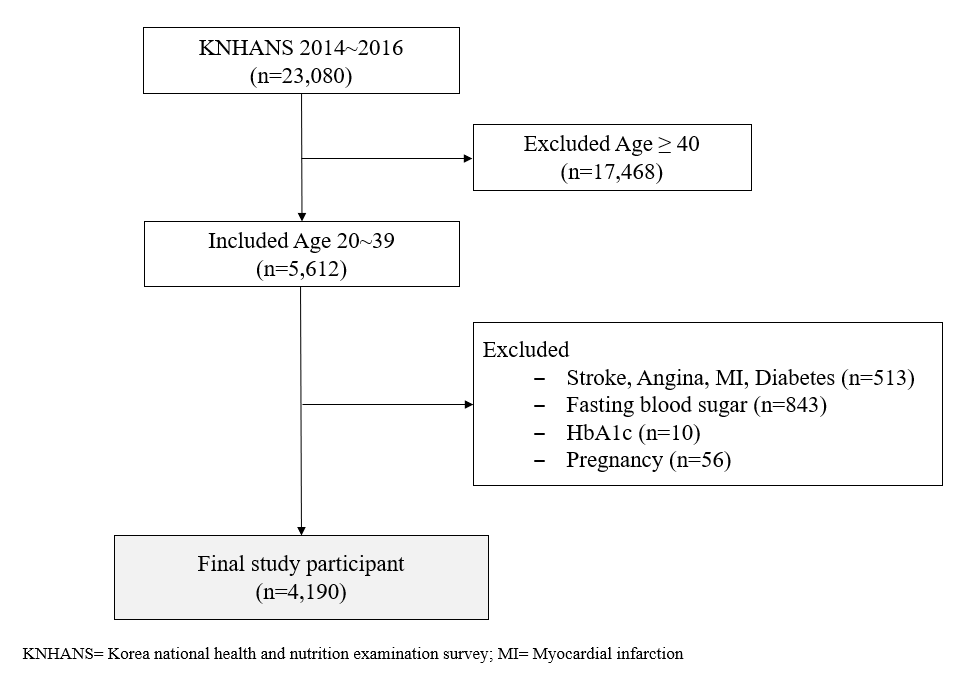 KNHANS 2014~2016
(n=23,080)
Excluded Age ≥ 40
(n=17,468)
Included Age 20~39
(n=5,612)
Excluded
– Stroke, Angina, MI, Diabetes (n=513)
– Fasting blood sugar (n=843)
– HbA1c (n=10)
– Pregnancy (n=56)
Final study participant
(n=4,190)
KNHANS= Korea national health and nutrition examination survey; MI= Myocardial infarction